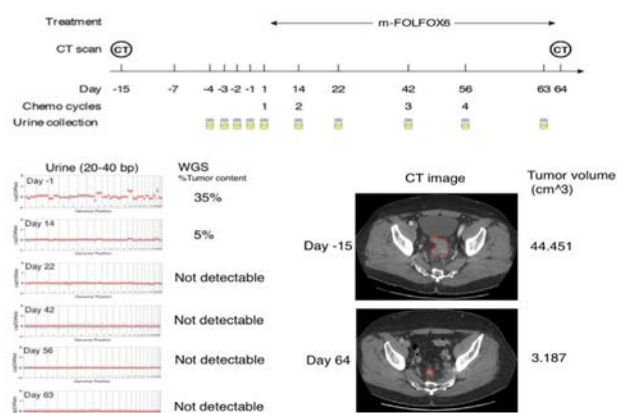 Treatment
m-FOLFOX6
CT scan
CT
CT
Day -15 -7 -4 -3 -2 -1 1 14 22 42 56 63 64
Chemo cycles 1 2 3 4
Urine collection
Urine (20-40 bp)
WGS
%Tumor content
CT image
Tumor volume
(cm^3)
Day -1
35%
Day 14
5%
Day 22
Not detectable
Day 42
Not detectable
Day 56
Not detectable
Day 63
Not detectable
Day -15
44.451
Day 64
3.187